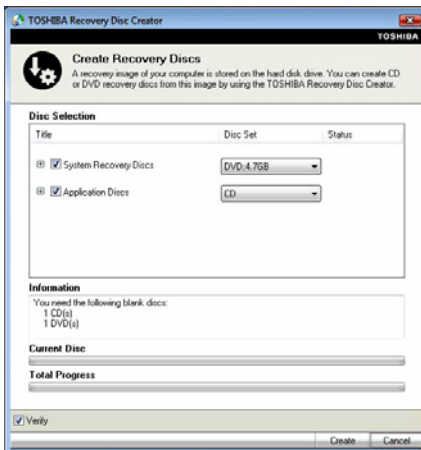 TOSHIBA Recovery Disc Creator
TOSHIBA
Create Recovery Discs
A recovery image of your computer is stored on the hard disk drive. You can create CD
or DVD recovery discs from this image by using the TOSHIBA Recovery Disc Creator.
Disc Selection
Title Disc Set Status
System Recovery Discs DVD:4.7GB
Application Discs CD
Information
You need the following blank discs:
1 CD(s)
1 DVD(s)
Current Disc
Total Progress
Verify
Create Cancel